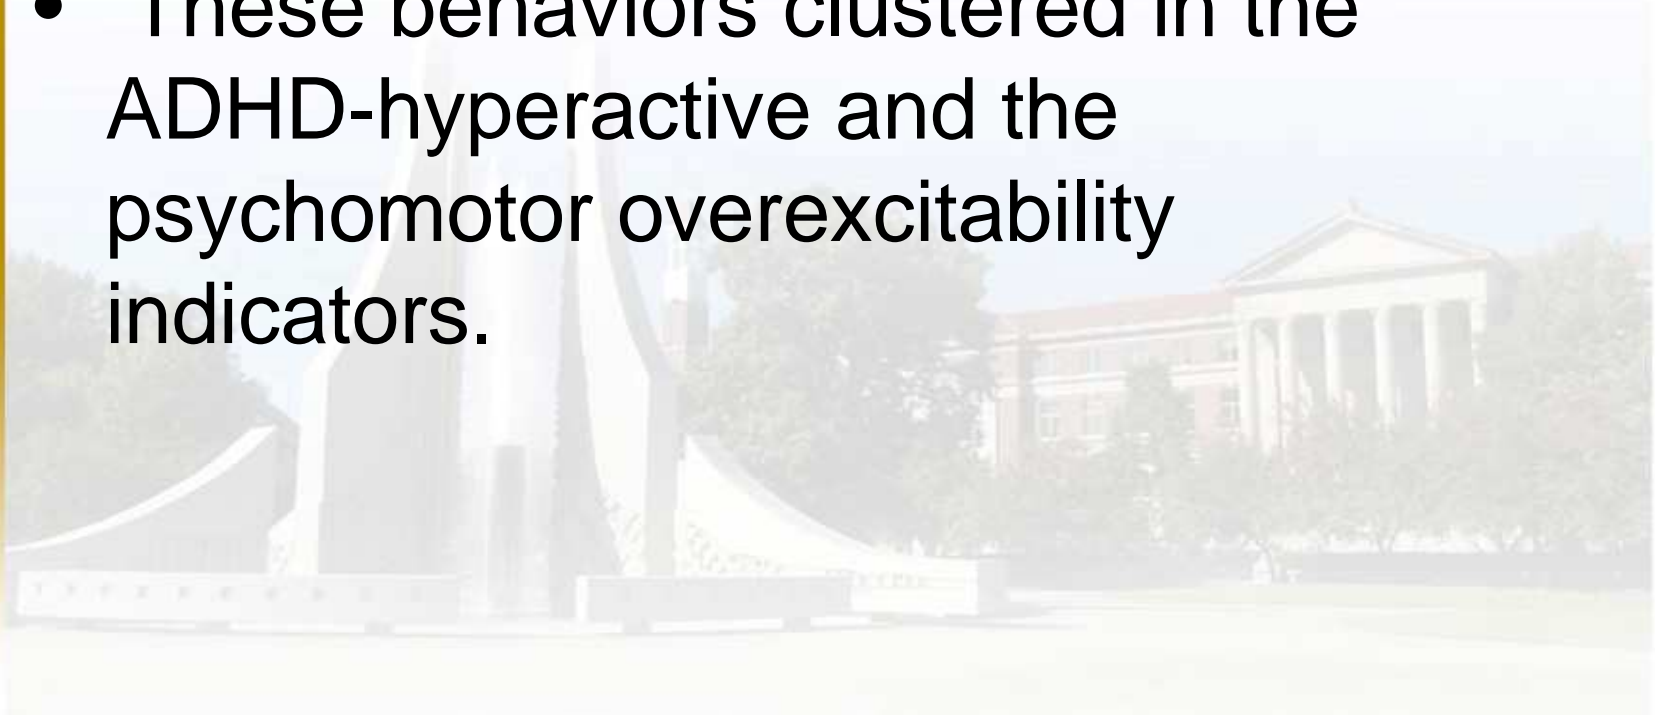 • These behaviors clustered in the
ADHD-hyperactive and the
psychomotor overexcitability
indicators.